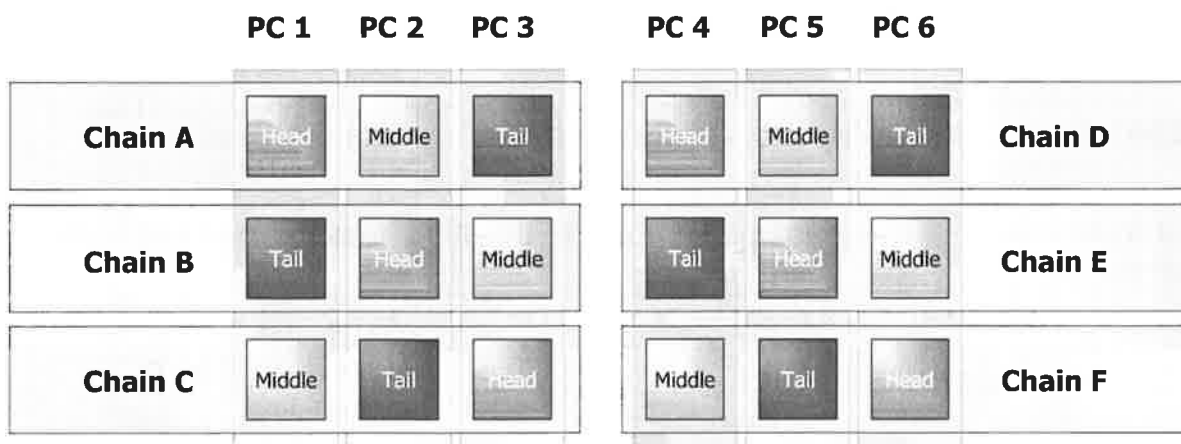 PC 1 PC 2 PC 3 PC 4 PC 5 PC 6
Chain A Head Middle Tail Head Middle Tail Chain D
Chain B Tail Head Middle Tail Head Middle Chain E
Chain C Middle Tail Head Middle Tail Head Chain F